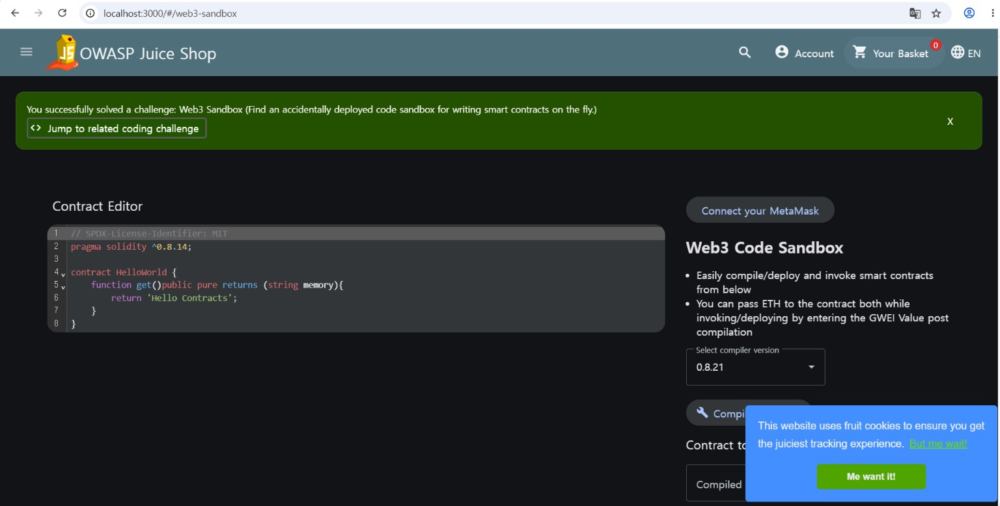 localhost:3000/#/web3-sandbox
OWASP Juice Shop
Account
Your Basket
0
EN
You successfully solved a challenge: Web3 Sandbox (Find an accidentally deployed code sandbox for writing smart contracts on the fly.)
<> Jump to related coding challenge
X
Contract Editor
1 // SPDX-License-Identifier: MIT
2 pragma solidity ^0.8.14;
3
4 contract HelloWorld {
5 function get()public pure returns (string memory){
6 return 'Hello Contracts';
7 }
8 }
Connect your MetaMask
Web3 Code Sandbox
• Easily compile/deploy and invoke smart contracts
from below
• You can pass ETH to the contract both while
invoking/deploying by entering the GWEI Value post
compilation
Select compiler version
0.8.21
Compi
Contract to
Compiled
This website uses fruit cookies to ensure you get
the juiciest tracking experience. But me wait!
Me want it!